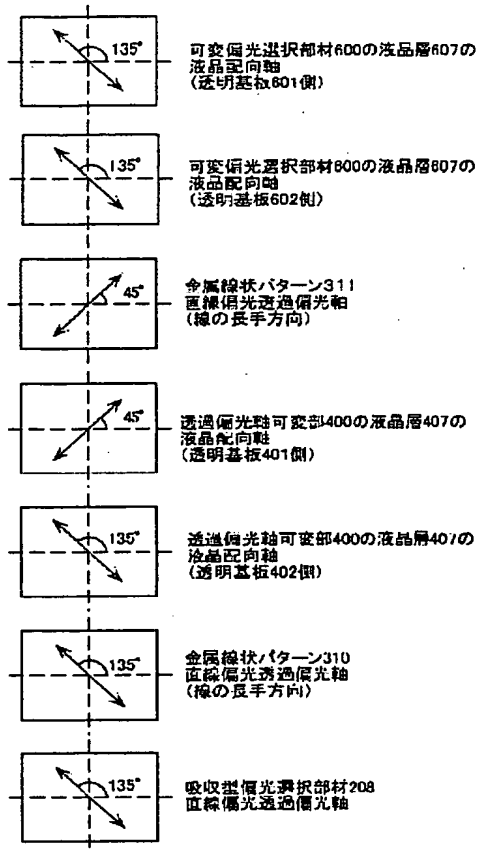 135°
可変偏光選択部材600の液晶層607の
液晶配向軸
(透明基板601側)
135°
可変偏光選択部材600の液晶層607の
液晶配向軸
(透明基板602側)
45°
金属線状パターン311
直線偏光透過偏光軸
(線の長手方向)
45°
透過偏光軸可変部400の液晶層407の
液晶配向軸
(透明基板401側)
135°
透過偏光軸可変部400の液晶層407の
液晶配向軸
(透明基板402側)
135°
金属線状パターン310
直線偏光透過偏光軸
(線の長手方向)
135°
吸収型偏光選択部材208
直線偏光透過偏光軸